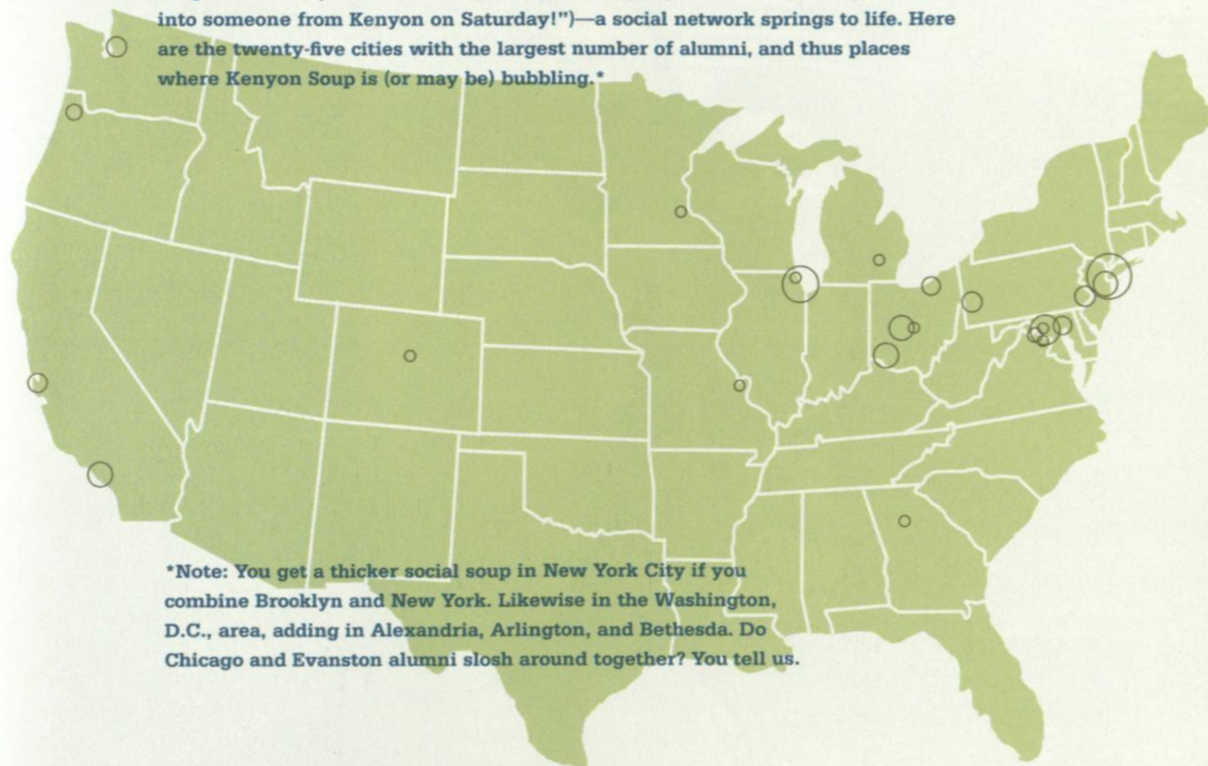 into someone from Kenyon on Saturday!")—a social network springs to life. Here
are the twenty-five cities with the largest number of alumni, and thus places
where Kenyon Soup is (or may be) bubbling.*
*Note: You get a thicker social soup in New York City if you
combine Brooklyn and New York. Likewise in the Washington,
D.C., area, adding in Alexandria, Arlington, and Bethesda. Do
Chicago and Evanston alumni slosh around together? You tell us.